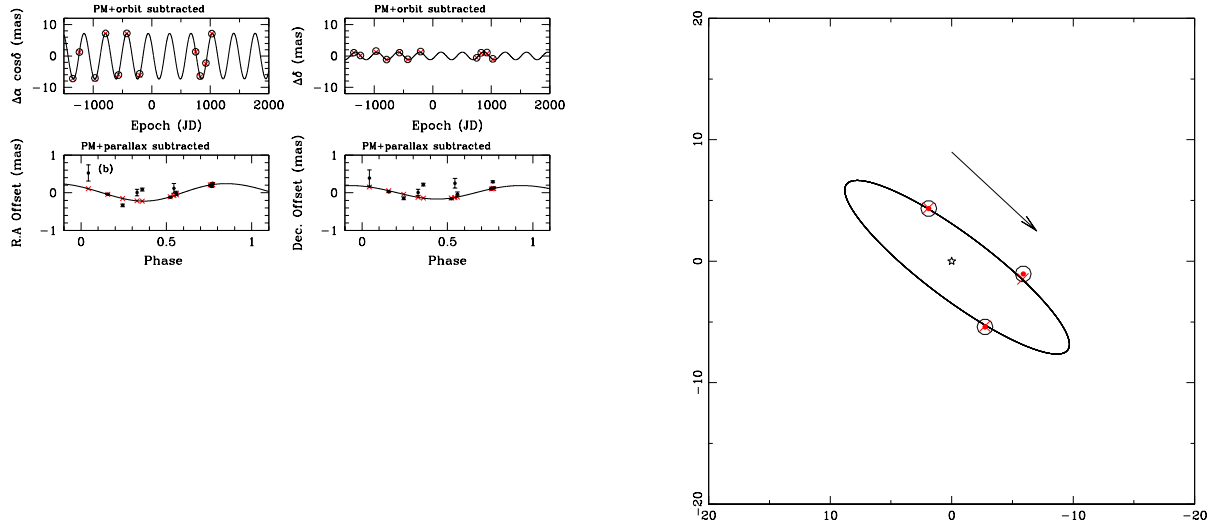 PM+orbit subtracted
10
0
−10
Δα cosδ (mas)
−1000 0 1000 2000
Epoch (JD)
PM+orbit subtracted
10
0
−10
Δδ (mas)
−1000 0 1000 2000
Epoch (JD)
PM+parallax subtracted
(b)
1
0
−1
R.A Offset (mas)
0 0.5 1
Phase
PM+parallax subtracted
1
0
−1
Dec. Offset (mas)
0 0.5 1
Phase
20
10
0
−10
−20
20 10 0 −10 −20